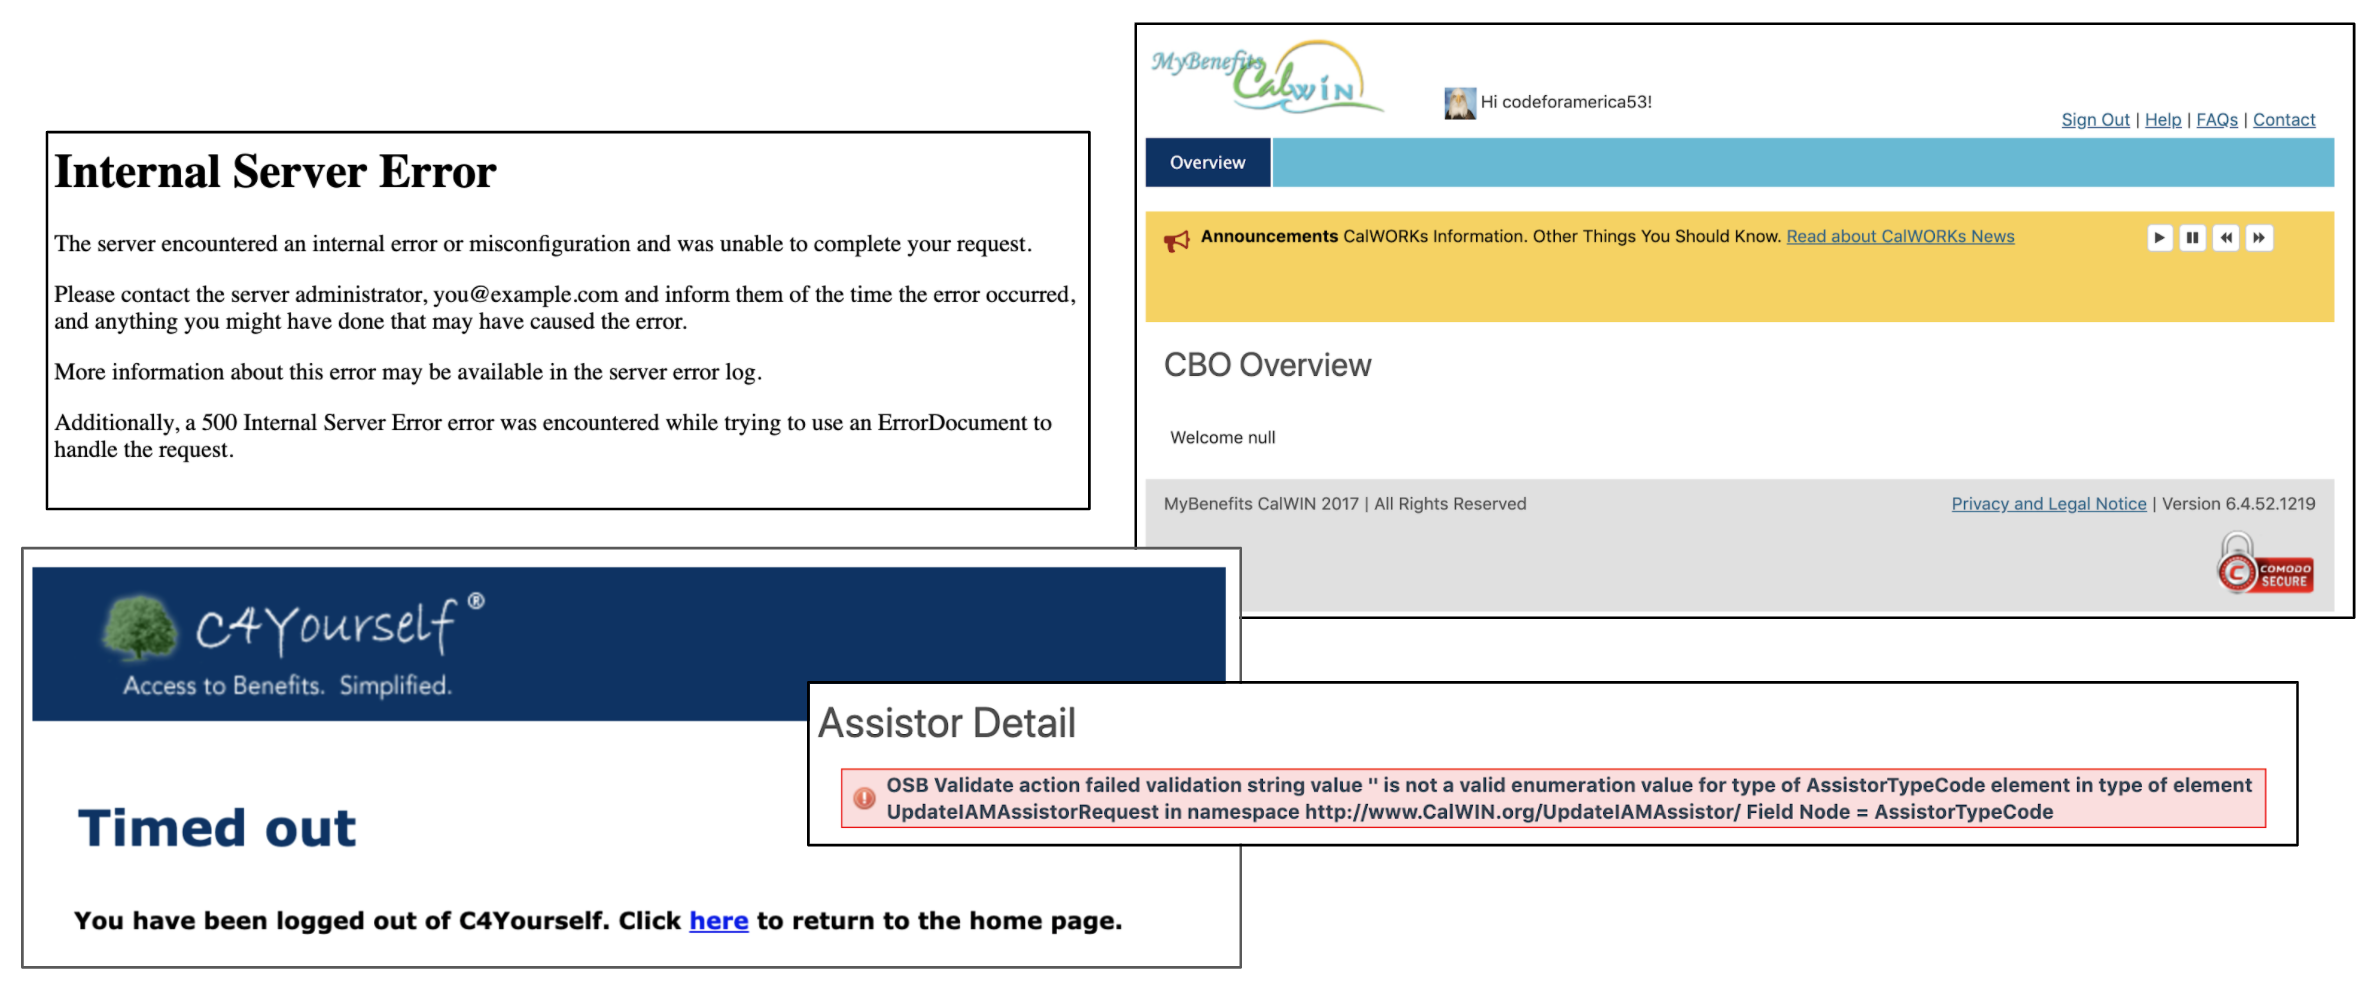 Internal Server Error
The server encountered an internal error or misconfiguration and was unable to complete your request.
Please contact the server administrator, you@example.com and inform them of the time the error occurred,
and anything you might have done that may have caused the error.
More information about this error may be available in the server error log.
Additionally, a 500 Internal Server Error error was encountered while trying to use an ErrorDocument to
handle the request.
MyBenefits
CalWIN
Hi codeforamerica53!
Sign Out | Help | FAQs | Contact
Overview
Announcements CalWORKs Information. Other Things You Should Know. Read about CalWORKs News
CBO Overview
Welcome null
MyBenefits CalWIN 2017 | All Rights Reserved
Privacy and Legal Notice | Version 6.4.52.1219
C COMODO
SECURE
C4Yourself®
Access to Benefits. Simplified.
Timed out
You have been logged out of C4Yourself. Click here to return to the home page.
Assistor Detail
OSB Validate action failed validation string value '' is not a valid enumeration value for type of AssistorTypeCode element in type of element
UpdateIAMAssistorRequest in namespace http://www.CalWIN.org/UpdateIAMAssistor/ Field Node = AssistorTypeCode